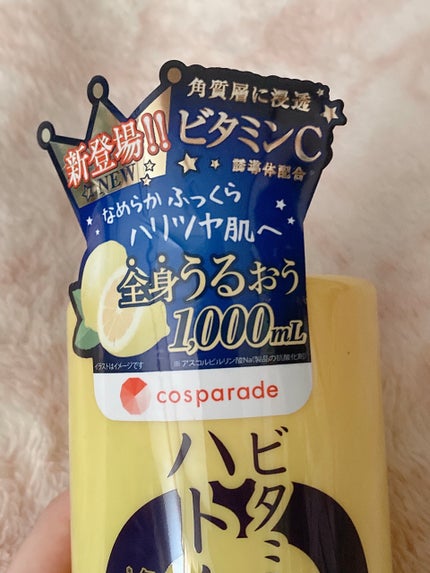 角質層に浸透
ビタミンC
誘導体配合
新登場!!
NEW
なめらか ふっくら
ハリツヤ肌へ
全身うるおう
1,000mL
イラストはイメージです
※アスコルビルリン酸Na(製品の抗酸化剤)
cosparade
ビタミ
ハト